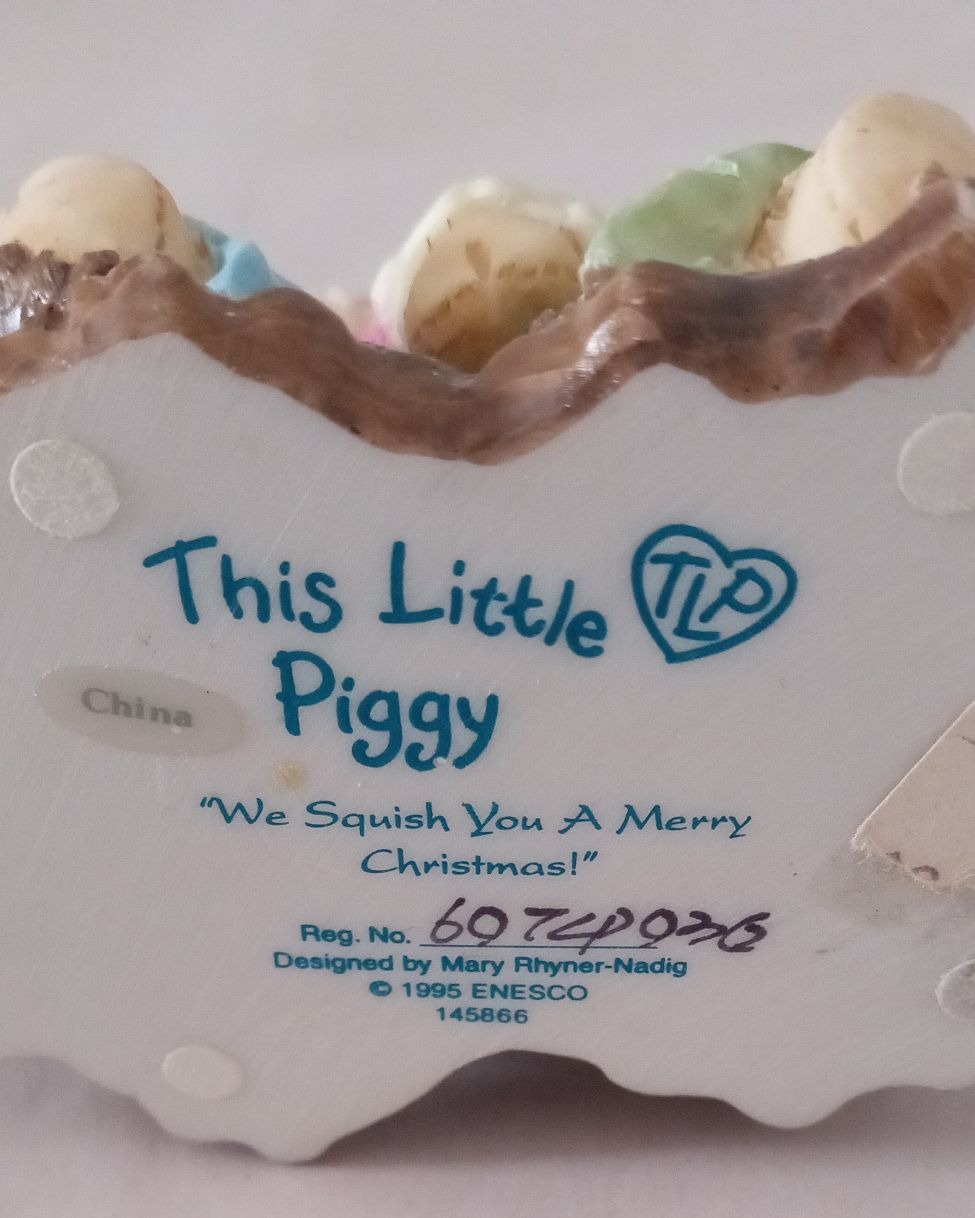 This Little
TLP
Piggy
China
"We Squish You A Merry
Christmas!"
Reg. No.
Designed by Mary Rhyner-Nadig
© 1995 ENESCO
145866